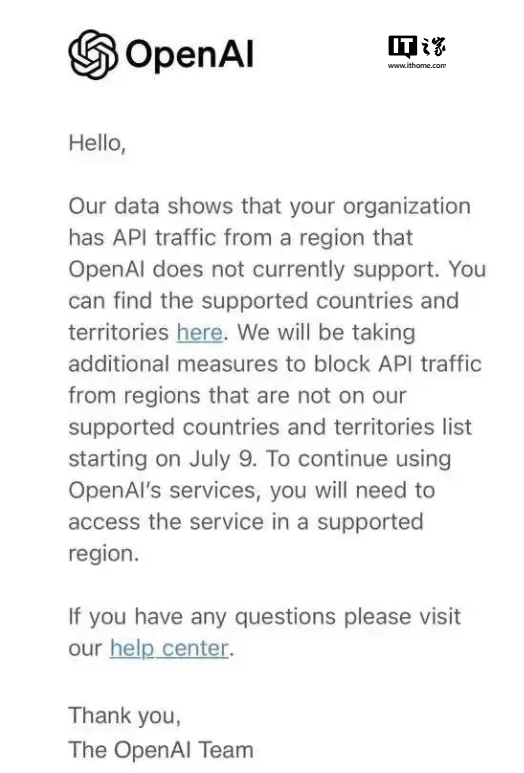 OpenAI
IT之家
www.ithome.com
Hello,
Our data shows that your organization
has API traffic from a region that
OpenAI does not currently support. You
can find the supported countries and
territories here. We will be taking
additional measures to block API traffic
from regions that are not on our
supported countries and territories list
starting on July 9. To continue using
OpenAI's services, you will need to
access the service in a supported
region.
If you have any questions please visit
our help center.
Thank you,
The OpenAI Team